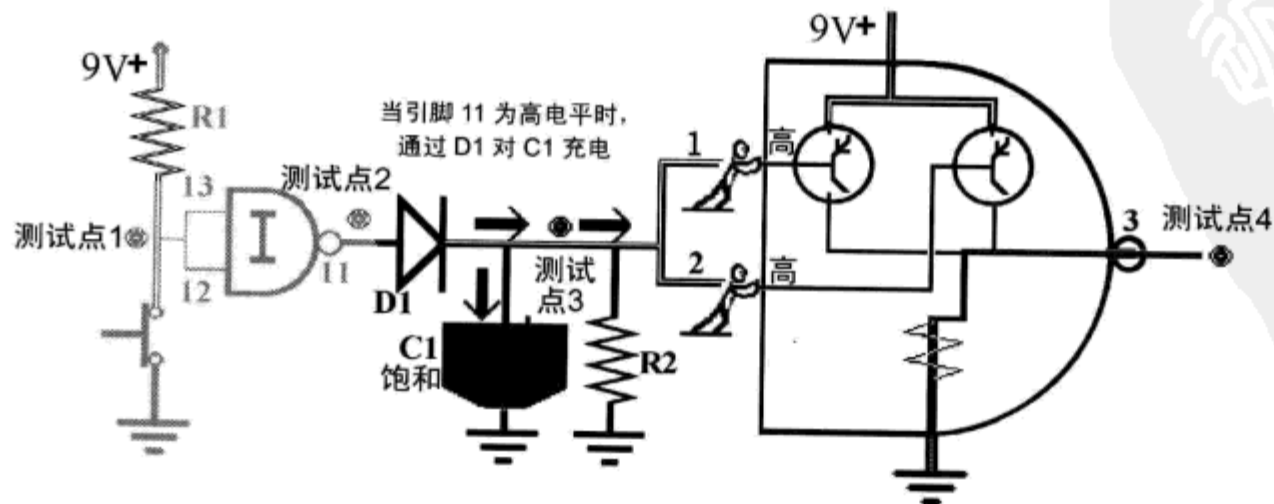 9V+
R1
当引脚 11 为高电平时，
通过 D1 对 C1 充电
13
测试点2
测试点1
I
12
11
D1
测试
点3
C1
饱和
R2
9V+
1
高
2
高
3
测试点4